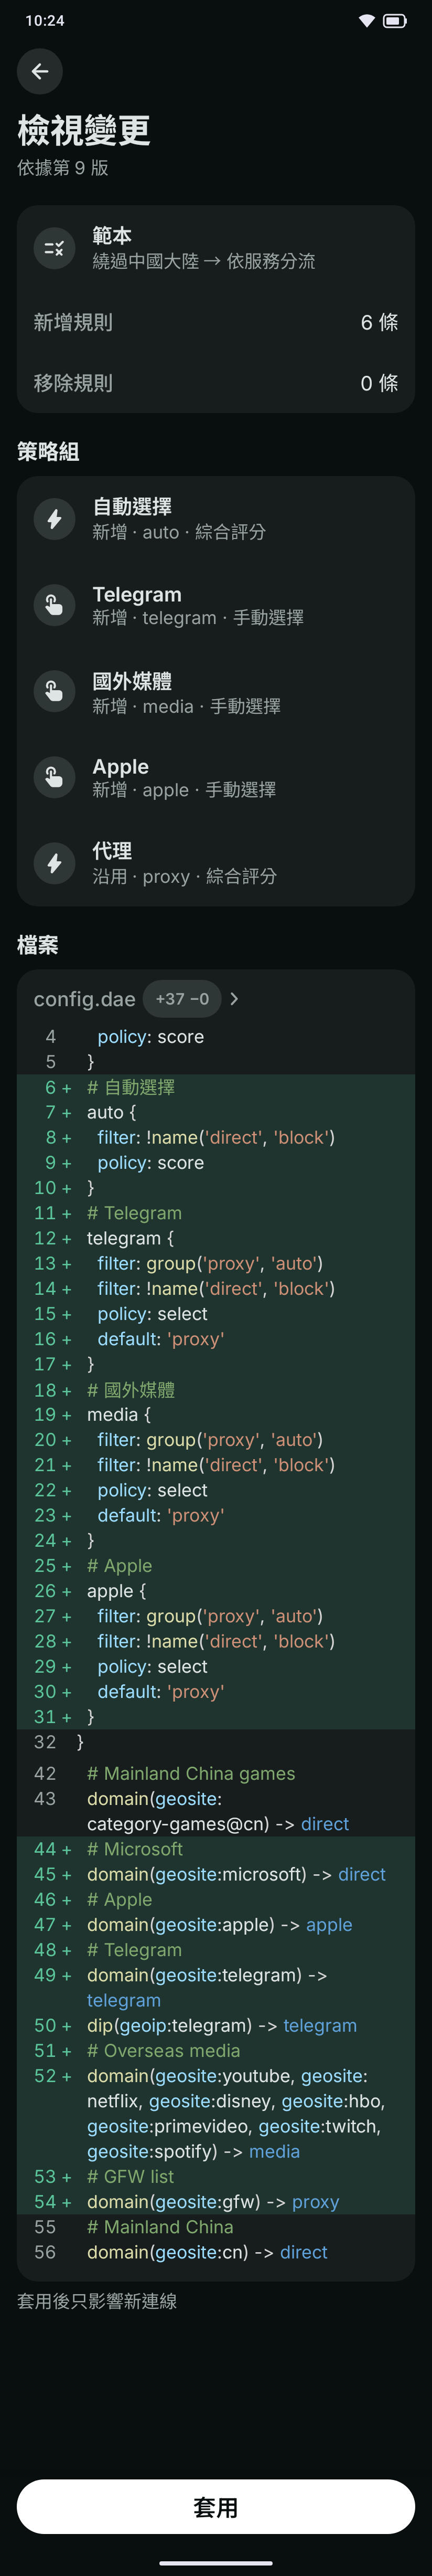 10:24
檢視變更
依據第 9 版
範本
繞過中國大陸 → 依服務分流
新增規則 6 條
移除規則 0 條
策略組
自動選擇
新增 · auto · 綜合評分
Telegram
新增 · telegram · 手動選擇
國外媒體
新增 · media · 手動選擇
Apple
新增 · apple · 手動選擇
代理
沿用 · proxy · 綜合評分
檔案
config.dae +37 −0
4 policy: score
5 }
6 + # 自動選擇
7 + auto {
8 + filter: !name('direct', 'block')
9 + policy: score
10 + }
11 + # Telegram
12 + telegram {
13 + filter: group('proxy', 'auto')
14 + filter: !name('direct', 'block')
15 + policy: select
16 + default: 'proxy'
17 + }
18 + # 國外媒體
19 + media {
20 + filter: group('proxy', 'auto')
21 + filter: !name('direct', 'block')
22 + policy: select
23 + default: 'proxy'
24 + }
25 + # Apple
26 + apple {
27 + filter: group('proxy', 'auto')
28 + filter: !name('direct', 'block')
29 + policy: select
30 + default: 'proxy'
31 + }
32 }
42 # Mainland China games
43 domain(geosite:
category-games@cn) -> direct
44 + # Microsoft
45 + domain(geosite:microsoft) -> direct
46 + # Apple
47 + domain(geosite:apple) -> apple
48 + # Telegram
49 + domain(geosite:telegram) ->
telegram
50 + dip(geoip:telegram) -> telegram
51 + # Overseas media
52 + domain(geosite:youtube, geosite:
netflix, geosite:disney, geosite:hbo,
geosite:primevideo, geosite:twitch,
geosite:spotify) -> media
53 + # GFW list
54 + domain(geosite:gfw) -> proxy
55 # Mainland China
56 domain(geosite:cn) -> direct
套用後只影響新連線
套用